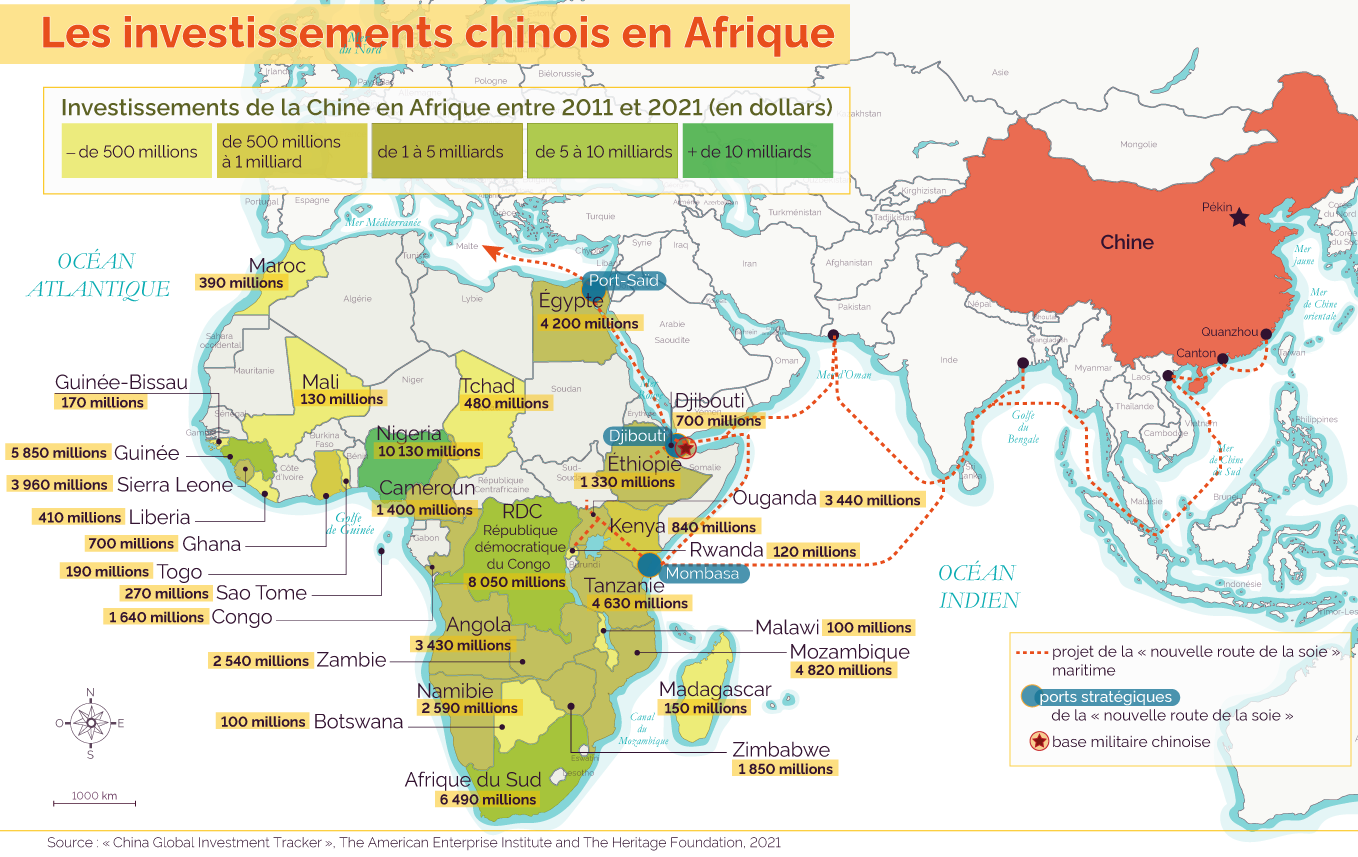 Les investissements chinois en Afrique
Investissements de la Chine en Afrique entre 2011 et 2021 (en dollars)
– de 500 millions
de 500 millions
à 1 milliard
de 1 à 5 milliards
de 5 à 10 milliards
+ de 10 milliards
Mer
du Nord
Irlande
Pologne
Biélorussie
Asie
Mongolie
Kirghizistan
Tadjikistan
Turkménistan
Portugal
Espagne
Grèce
Turquie
Arménie
Azerbaïdjan
Mer Méditerranée
Malte
Chypre
Liban
Syrie
Iraq
Iran
Afghanistan
Pakistan
Népal
Bhoutan
Bangladesh
Inde
Myanmar
Laos
Thaïlande
Cambodge
Vietnam
Pékin
Chine
Quanzhou
Canton
Taïwan
Mer
jaune
Mer
de Chine
orientale
Mer
de Chine
du Sud
Philippines
Malaisie
Brunei
Indonésie
Sri
Lanka
Golfe
du
Bengale
Mer d'Oman
Oman
Arabie
Saoudite
Yémen
OCÉAN
ATLANTIQUE
OCÉAN
INDIEN
Maroc
390 millions
Algérie
Tunisie
Lybie
Port-Saïd
Égypte
4 200 millions
Sahara
occidental
Mauritanie
Mali
130 millions
Niger
Tchad
480 millions
Soudan
Érythrée
Djibouti
700 millions
Djibouti
Guinée-Bissau
170 millions
Sénégal
Gambie
Burkina
Faso
Bénin
Côte
d'Ivoire
Nigeria
10 130 millions
5 850 millions Guinée
3 960 millions Sierra Leone
410 millions Liberia
700 millions Ghana
190 millions Togo
270 millions Sao Tome
1 640 millions Congo
Golfe
de Guinée
Cameroun
1 400 millions
République
Centrafricaine
Sud-
Soudan
Éthiopie
1 330 millions
Somalie
Ouganda 3 440 millions
Kenya 840 millions
Rwanda 120 millions
Burundi
Mombasa
Gabon
RDC
République
démocratique
du Congo
8 050 millions
Tanzanie
4 630 millions
Angola
3 430 millions
2 540 millions Zambie
Malawi 100 millions
Mozambique
4 820 millions
Namibie
2 590 millions
100 millions Botswana
Madagascar
150 millions
Canal
du
Mozambique
Zimbabwe
1 850 millions
Eswatini
Lesotho
Afrique du Sud
6 490 millions
N
O
E
S
1000 km
projet de la « nouvelle route de la soie »
maritime
ports stratégiques
de la « nouvelle route de la soie »
base militaire chinoise
Source : « China Global Investment Tracker », The American Enterprise Institute and The Heritage Foundation, 2021